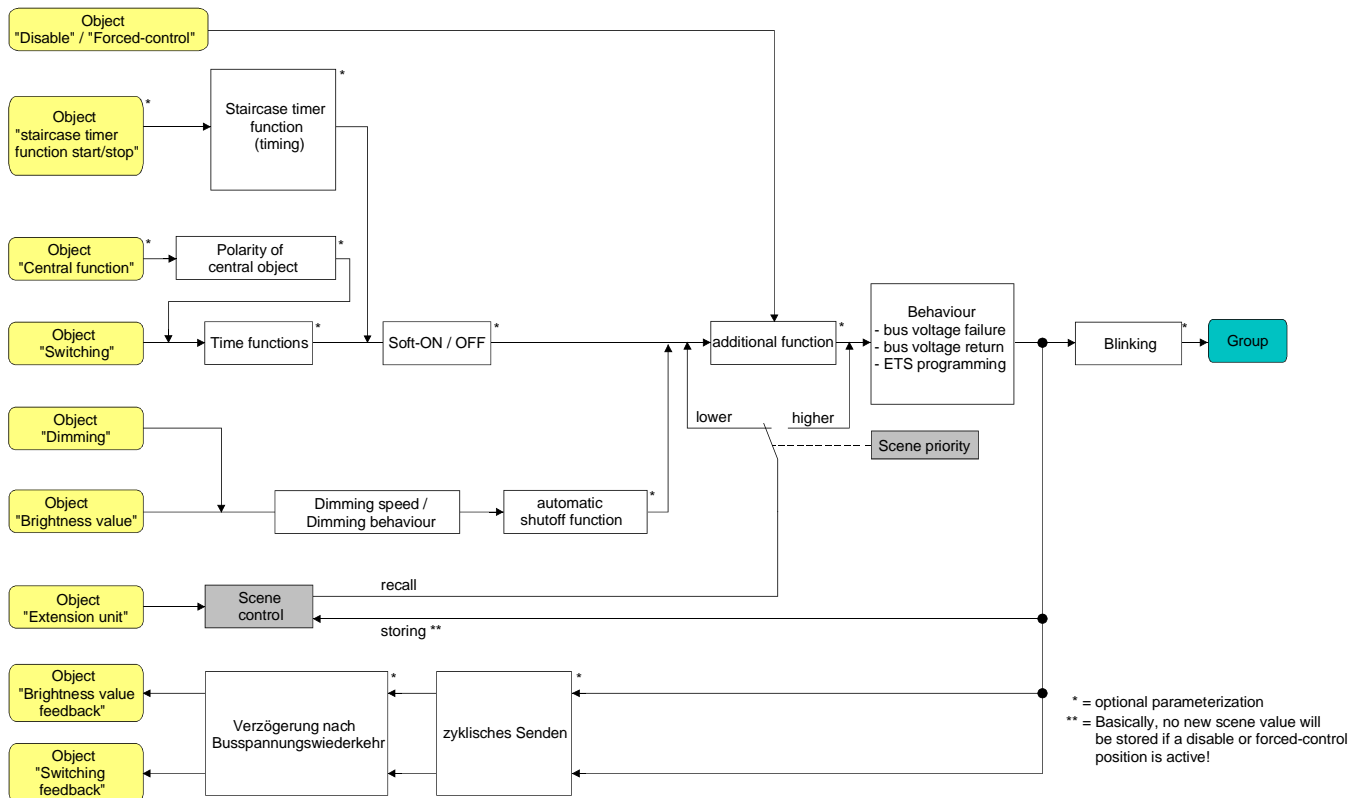 Object
"Disable" / "Forced-control"
*
Object
"staircase timer
function start/stop"
*
Staircase timer
function
(timing)
*
Object
"Central function"
*
Polarity of
central object
*
Object
"Switching"
Time functions
*
Soft-ON / OFF
*
additional function
*
Behaviour
- bus voltage failure
- bus voltage return
- ETS programming
Blinking
*
Group
lower
higher
Scene priority
Object
"Dimming"
Object
"Brightness value"
Dimming speed /
Dimming behaviour
automatic
shutoff function
*
Object
"Extension unit"
Scene
control
recall
storing **
Object
"Brightness value
feedback"
Object
"Switching
feedback"
Verzögerung nach
Busspannungswiederkehr
*
zyklisches Senden
*
* = optional parameterization
** = Basically, no new scene value will
be stored if a disable or forced-control
position is active!